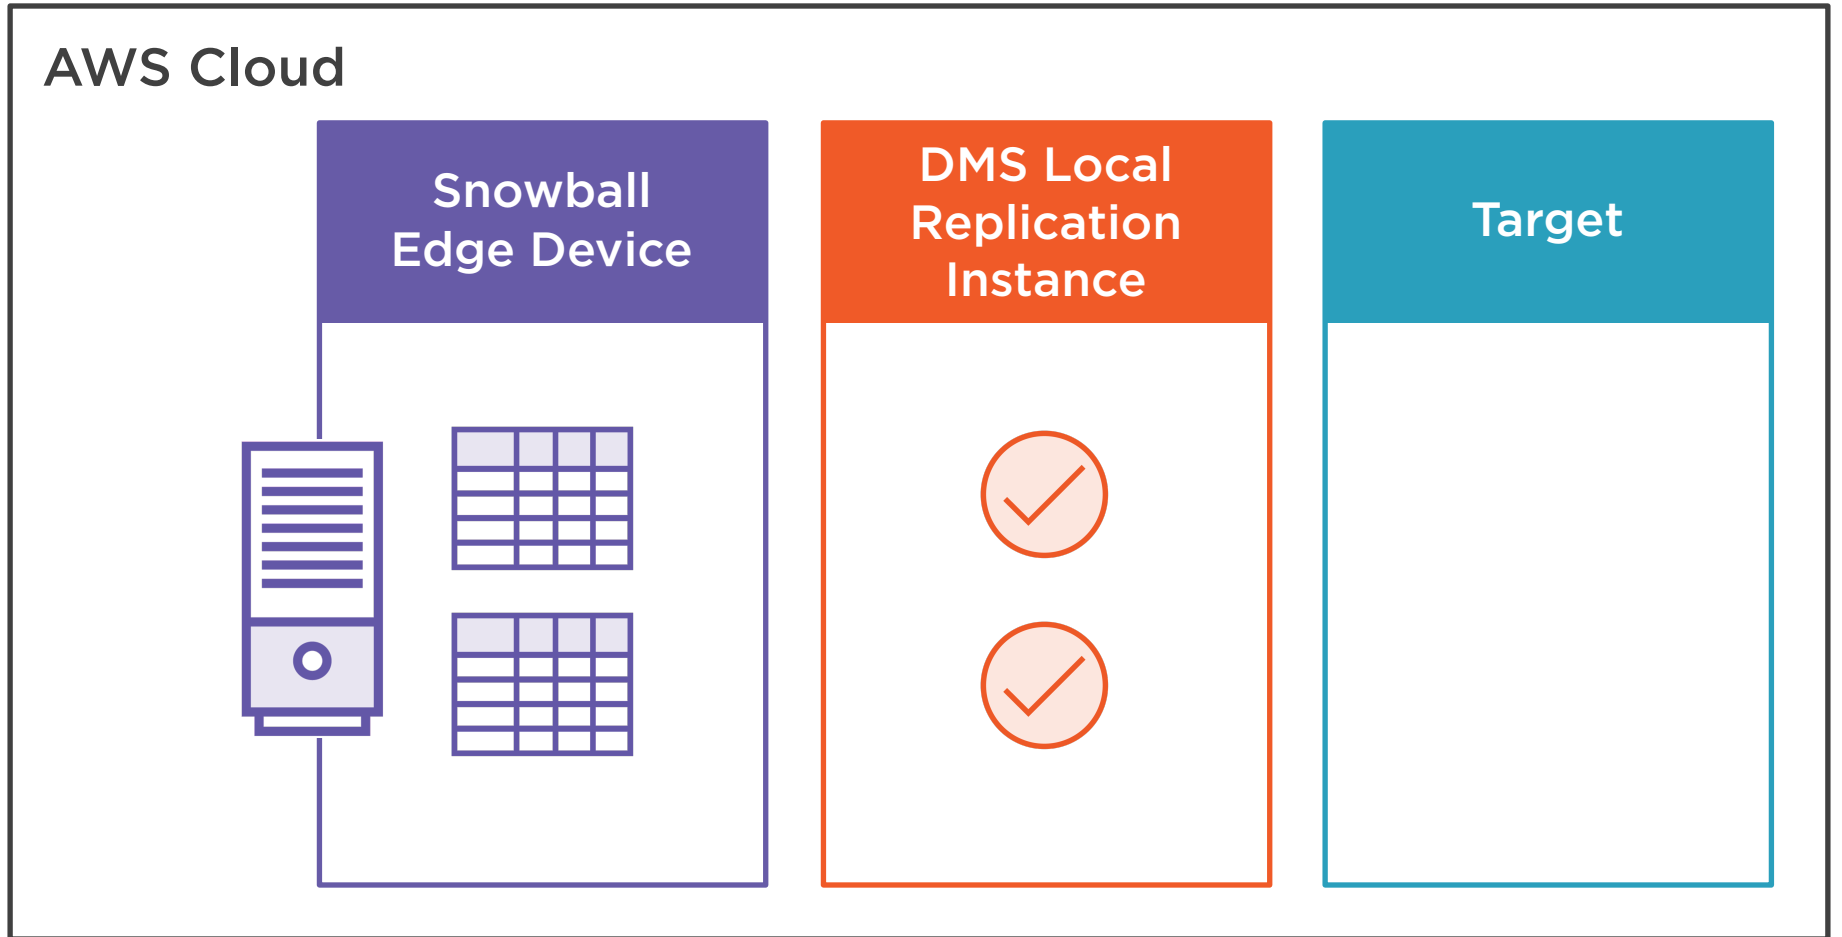 AWS Cloud
Snowball
Edge Device
DMS Local
Replication
Instance
Target